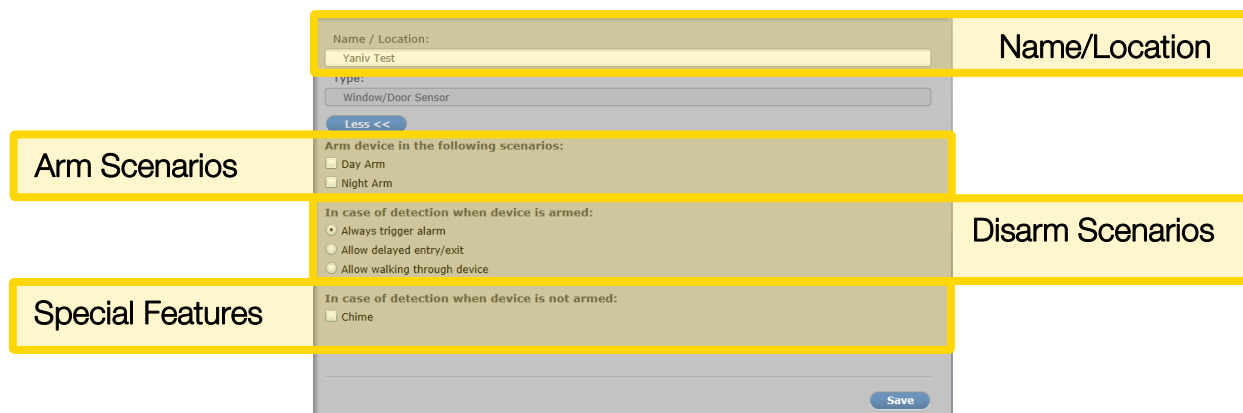 Name / Location:
Name/Location
Yaniv Test
Type:
Window/Door Sensor
Less <<
Arm Scenarios
Arm device in the following scenarios:
Day Arm
Night Arm
In case of detection when device is armed:
Disarm Scenarios
Always trigger alarm
Allow delayed entry/exit
Allow walking through device
Special Features
In case of detection when device is not armed:
Chime
Save